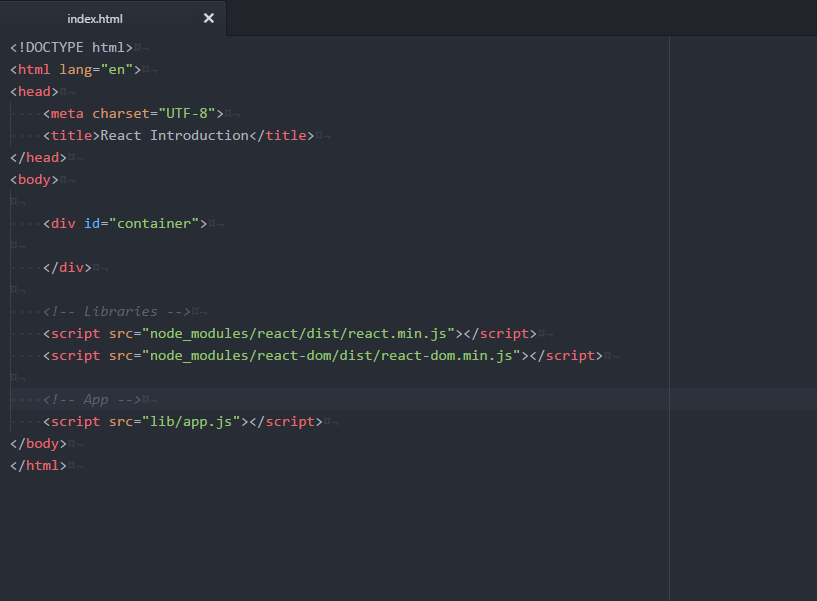 index.html
<!DOCTYPE html>
<html lang="en">
<head>
    <meta charset="UTF-8">
    <title>React Introduction</title>
</head>
<body>

    <div id="container">

    </div>

    <!-- Libraries -->
    <script src="node_modules/react/dist/react.min.js"></script>
    <script src="node_modules/react-dom/dist/react-dom.min.js"></script>

    <!-- App -->
    <script src="lib/app.js"></script>
</body>
</html>